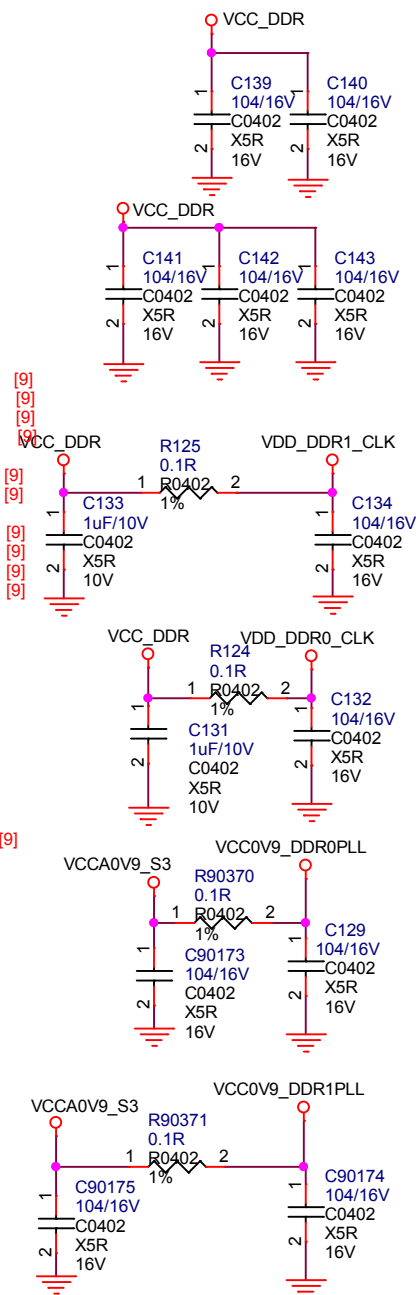 VCC_DDR
1
2
C139
104/16V
C0402
X5R
16V
1
2
C140
104/16V
C0402
X5R
16V
VCC_DDR
1
2
C141
104/16V
C0402
X5R
16V
1
2
C142
104/16V
C0402
X5R
16V
1
2
C143
104/16V
C0402
X5R
16V
[9]
[9]
[9]
[9]
[9]
[9]
[9]
[9]
[9]
[9]
VCC_DDR
R125
0.1R
1
R0402
2
1%
VDD_DDR1_CLK
1
2
C133
1uF/10V
C0402
X5R
10V
1
2
C134
104/16V
C0402
X5R
16V
VCC_DDR
R124
0.1R
1
R0402
2
1%
VDD_DDR0_CLK
1
2
C131
1uF/10V
C0402
X5R
10V
1
2
C132
104/16V
C0402
X5R
16V
[9]
VCCA0V9_S3
R90370
0.1R
1
R0402
2
1%
VCC0V9_DDR0PLL
1
2
C90173
104/16V
C0402
X5R
16V
1
2
C129
104/16V
C0402
X5R
16V
VCCA0V9_S3
R90371
0.1R
1
R0402
2
1%
VCC0V9_DDR1PLL
1
2
C90175
104/16V
C0402
X5R
16V
1
2
C90174
104/16V
C0402
X5R
16V